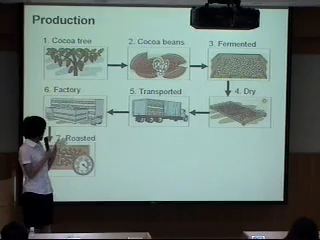 Production
1. Cocoa tree
2. Cocoa beans
3. Fermented
4. Dry
5. Transported
6. Factory
7. Roasted